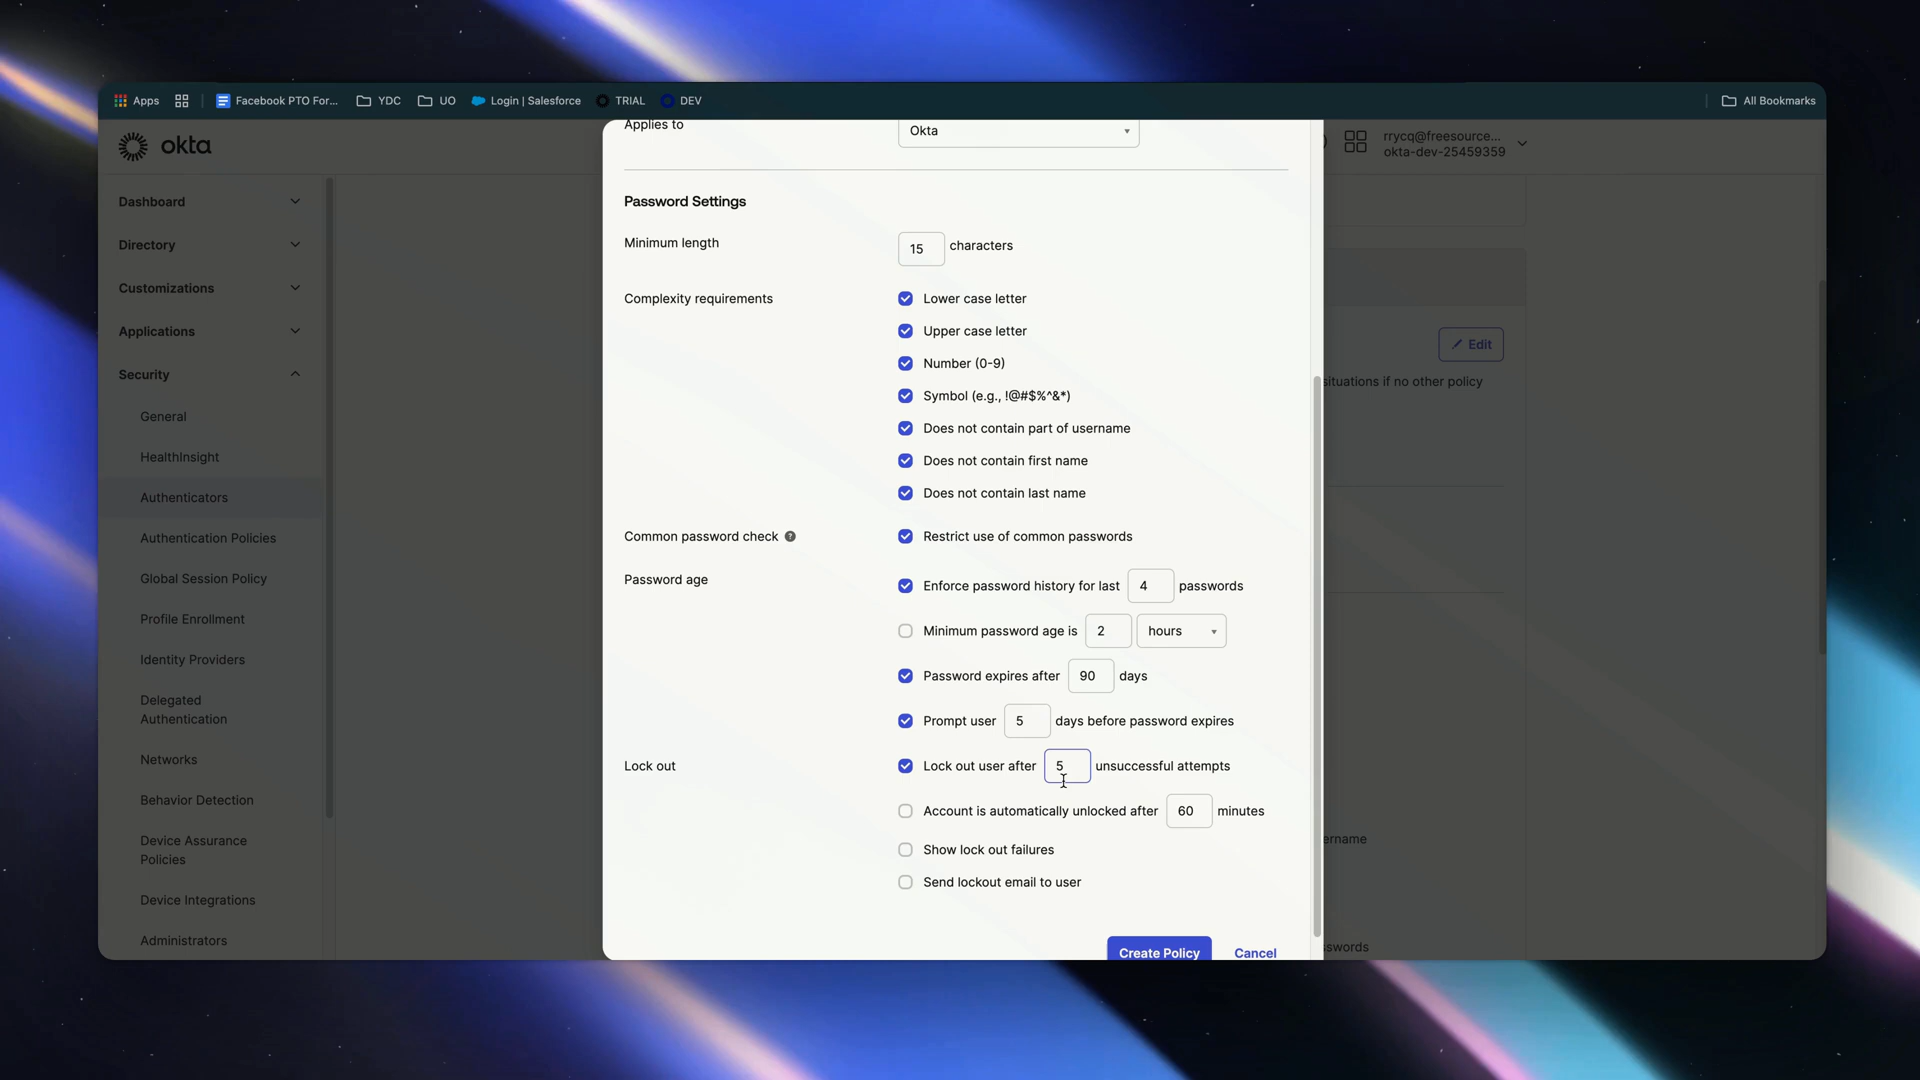 Apps
Facebook PTO For...
YDC
UO
Login | Salesforce
TRIAL
DEV
All Bookmarks
okta
rrycq@freesource...
okta-dev-25459359
Dashboard
Directory
Customizations
Applications
Security
General
HealthInsight
Authenticators
Authentication Policies
Global Session Policy
Profile Enrollment
Identity Providers
Delegated
Authentication
Networks
Behavior Detection
Device Assurance
Policies
Device Integrations
Administrators
Applies to
Okta
Password Settings
Minimum length
15 characters
Complexity requirements
Lower case letter
Upper case letter
Number (0-9)
Symbol (e.g., !@#$%^&*)
Does not contain part of username
Does not contain first name
Does not contain last name
Common password check ?
Restrict use of common passwords
Password age
Enforce password history for last 4 passwords
Minimum password age is 2 hours
Password expires after 90 days
Prompt user 5 days before password expires
Lock out
Lock out user after 5 unsuccessful attempts
Account is automatically unlocked after 60 minutes
Show lock out failures
Send lockout email to user
Create Policy
Cancel
Edit
situations if no other policy
ername
swords